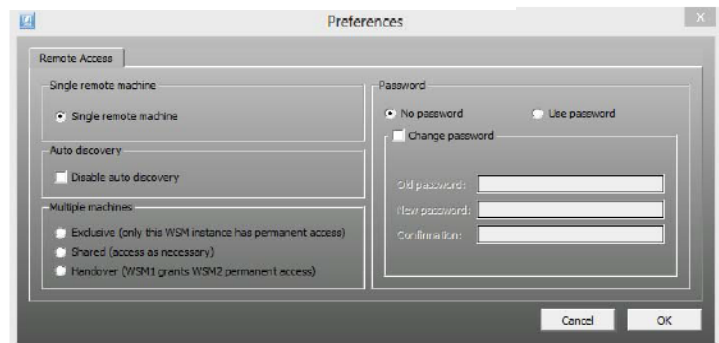 Preferences
X
Remote Access
Single remote machine
Single remote machine
Auto discovery
Disable auto discovery
Multiple machines
Exclusive (only this WSM instance has permanent access)
Shared (access as necessary)
Handover (WSM1 grants WSM2 permanent access)
Password
No password
Use password
Change password
Old password:
New password:
Confirmation:
Cancel
OK